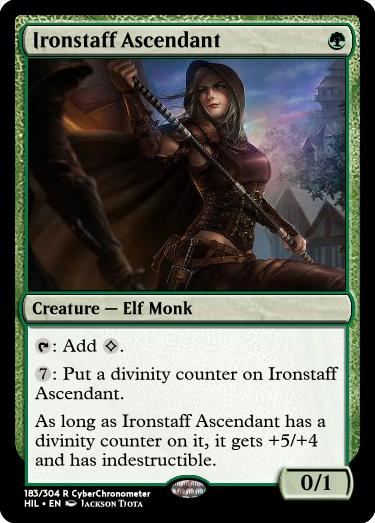 Ironstaff Ascendant
Creature — Elf Monk
: Add .
7: Put a divinity counter on Ironstaff
Ascendant.
As long as Ironstaff Ascendant has a
divinity counter on it, it gets +5/+4
and has indestructible.
0/1
183/304 R CyberChronometer
HIL • EN Jackson Tjota